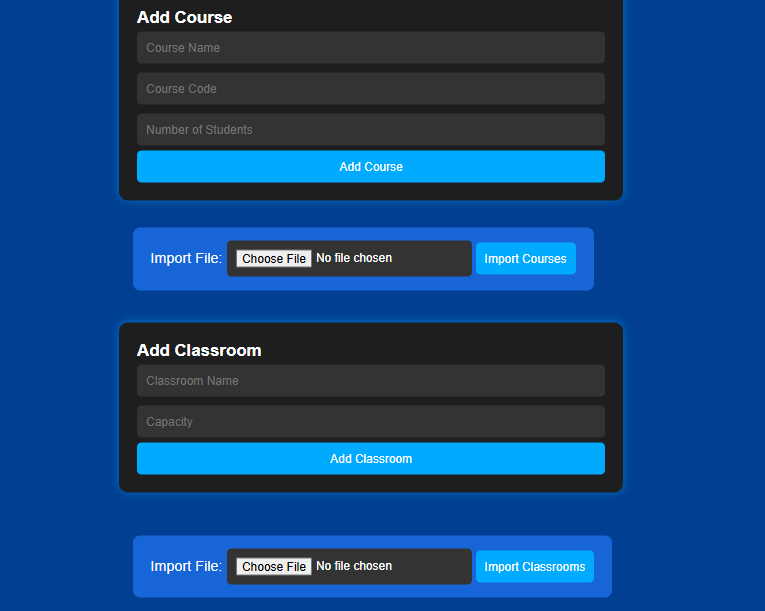 Add Course
Course Name
Course Code
Number of Students
Add Course
Import File: Choose File No file chosen Import Courses
Add Classroom
Classroom Name
Capacity
Add Classroom
Import File: Choose File No file chosen Import Classrooms